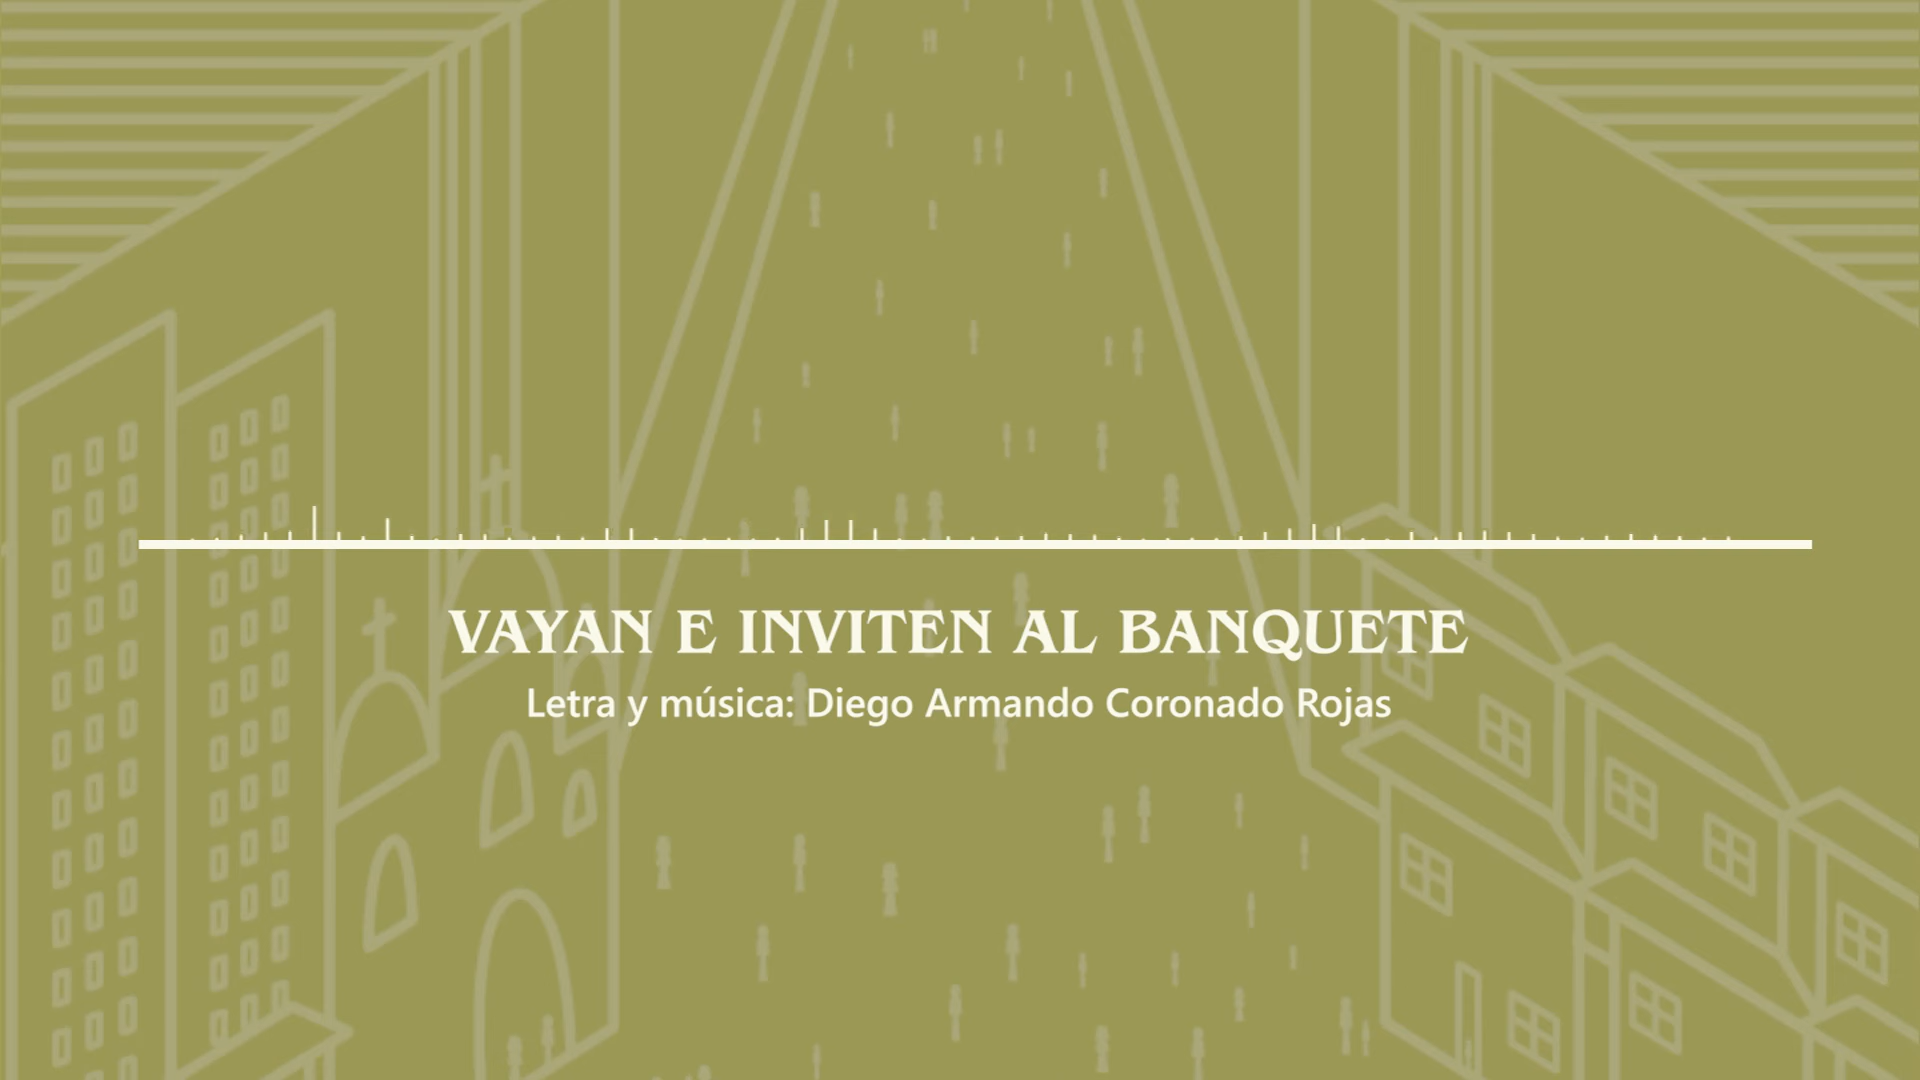 VAYAN E INVITEN AL BANQUETE
Letra y música: Diego Armando Coronado Rojas